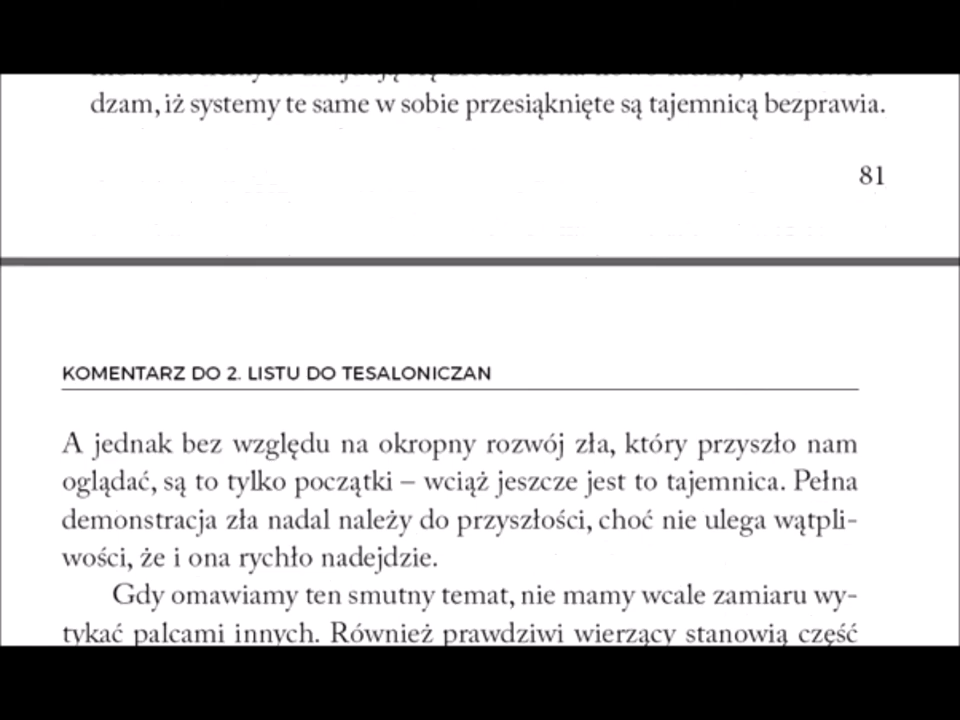 dzam, iż systemy te same w sobie przesiąknięte są tajemnicą bezprawia.
81
KOMENTARZ DO 2. LISTU DO TESALONICZAN
A jednak bez względu na okropny rozwój zła, który przyszło nam
oglądać, są to tylko początki – wciąż jeszcze jest to tajemnica. Pełna
demonstracja zła nadal należy do przyszłości, choć nie ulega wątpli-
wości, że i ona rychło nadejdzie.
Gdy omawiamy ten smutny temat, nie mamy wcale zamiaru wy-
tykać palcami innych. Również prawdziwi wierzący stanowią część